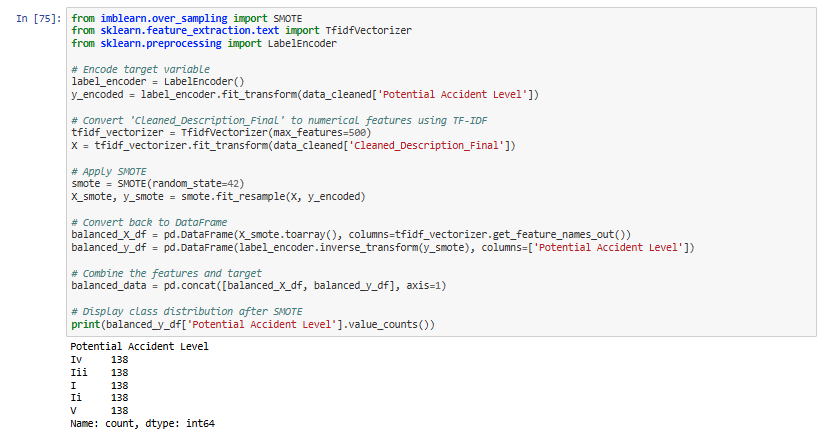 In [75]:
from imblearn.over_sampling import SMOTE
from sklearn.feature_extraction.text import TfidfVectorizer
from sklearn.preprocessing import LabelEncoder
# Encode target variable
label_encoder = LabelEncoder()
y_encoded = label_encoder.fit_transform(data_cleaned['Potential Accident Level'])
# Convert 'Cleaned_Description_Final' to numerical features using TF-IDF
tfidf_vectorizer = TfidfVectorizer(max_features=500)
X = tfidf_vectorizer.fit_transform(data_cleaned['Cleaned_Description_Final'])
# Apply SMOTE
smote = SMOTE(random_state=42)
X_smote, y_smote = smote.fit_resample(X, y_encoded)
# Convert back to DataFrame
balanced_X_df = pd.DataFrame(X_smote.toarray(), columns=tfidf_vectorizer.get_feature_names_out())
balanced_y_df = pd.DataFrame(label_encoder.inverse_transform(y_smote), columns=['Potential Accident Level'])
# Combine the features and target
balanced_data = pd.concat([balanced_X_df, balanced_y_df], axis=1)
# Display class distribution after SMOTE
print(balanced_y_df['Potential Accident Level'].value_counts())
Potential Accident Level
Iv 138
Iii 138
I 138
Ii 138
V 138
Name: count, dtype: int64